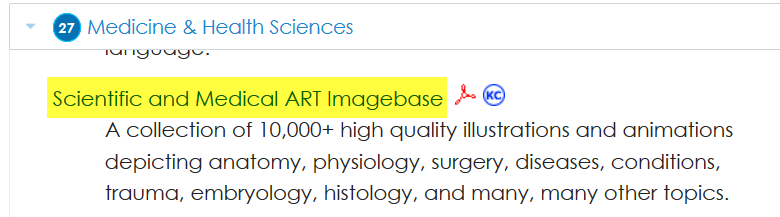 27 Medicine & Health Sciences
language.
Scientific and Medical ART Imagebase KC
A collection of 10,000+ high quality illustrations and animations
depicting anatomy, physiology, surgery, diseases, conditions,
trauma, embryology, histology, and many, many other topics.